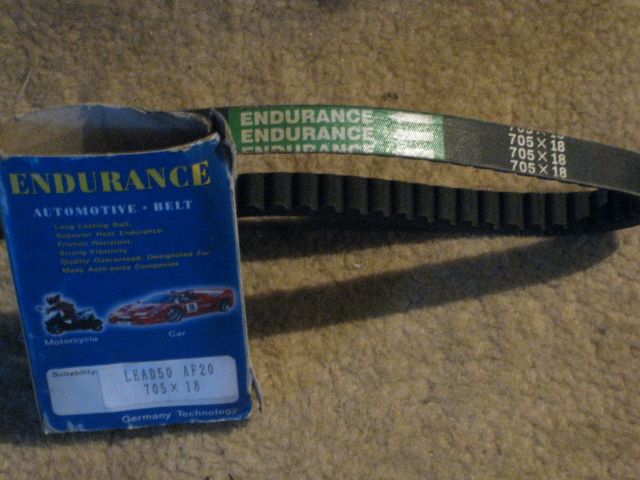 ENDURANCE
AUTOMOTIVE - BELT
Long Lasting Belt,
Superior Heat Endurance,
Friction Resistant,
Strong Elasticity
Quality Guaranteed, Designated For
Many Auto-parts Companies
Motorcycle
Car
Suitability:
LEAD50 AF20
705 × 18
Germany Technology
ENDURANCE
ENDURANCE
ENDURANCE
705 × 18
705 × 18
705 × 18